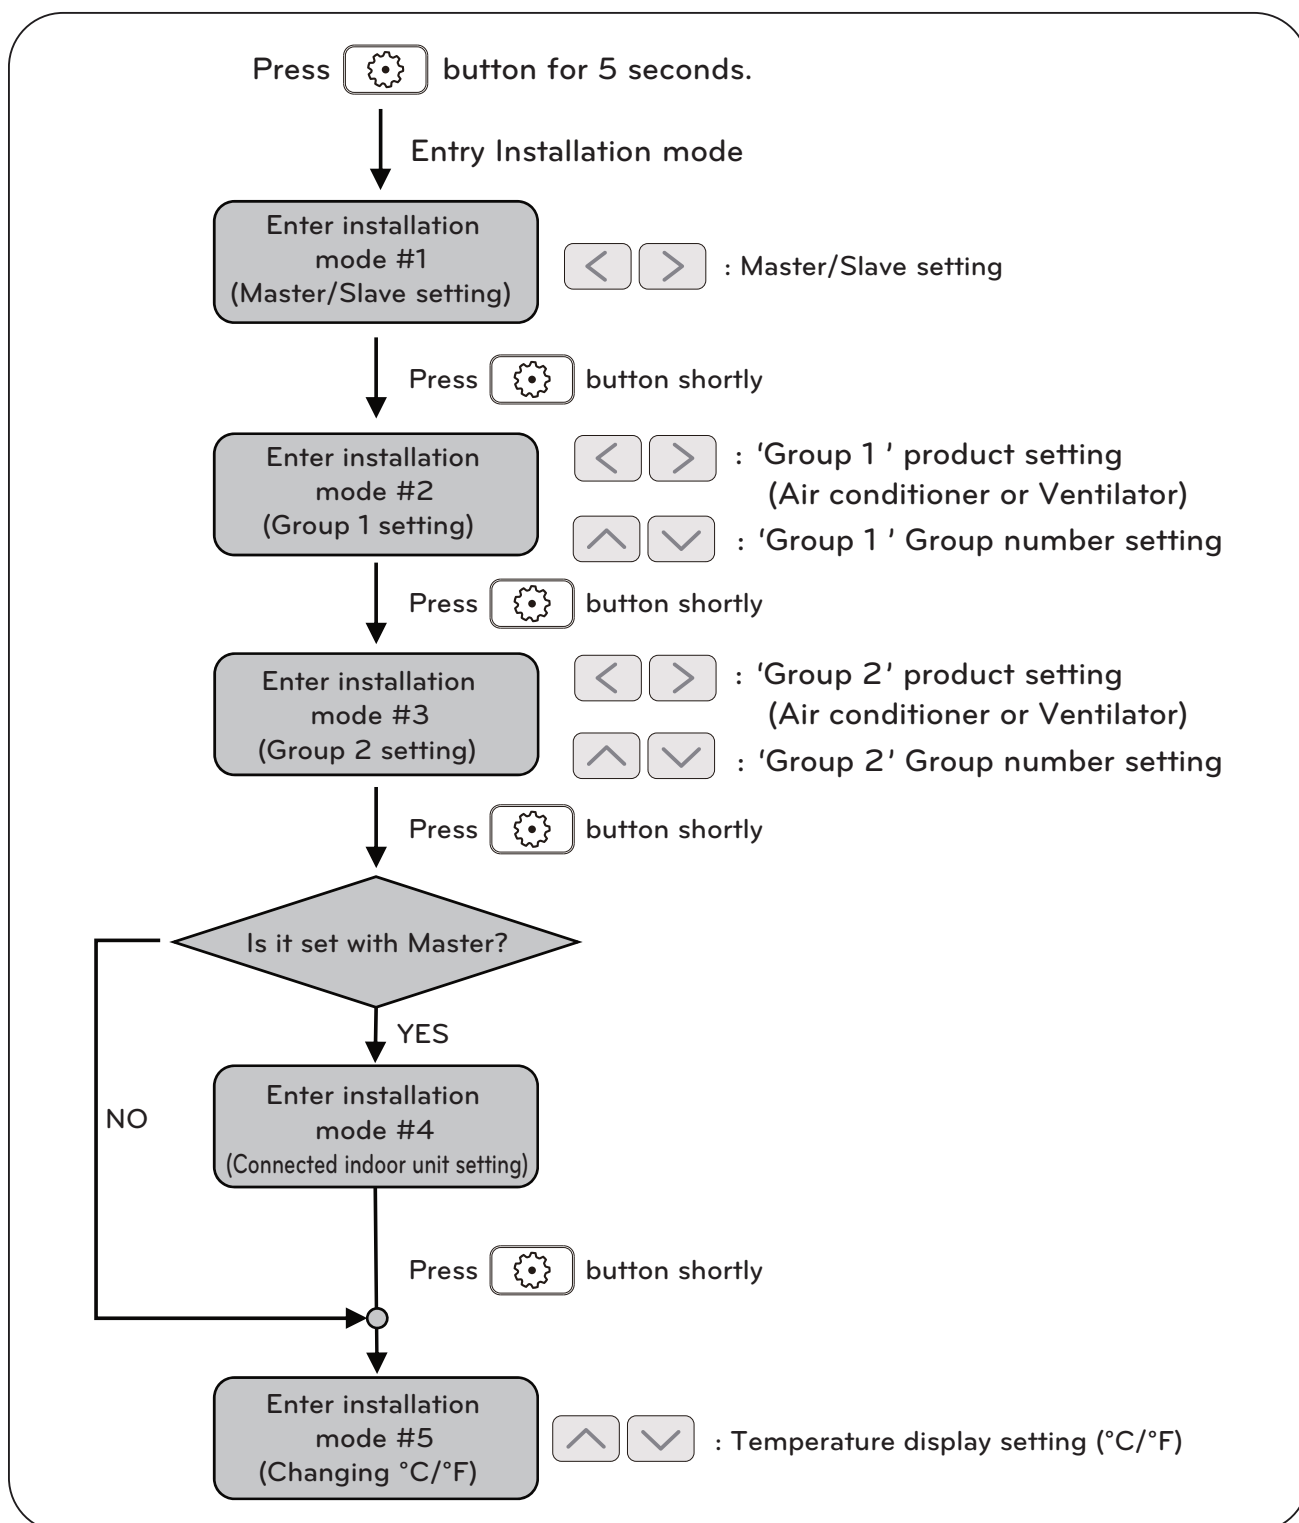 Press button for 5 seconds.
Entry Installation mode
Enter installation
mode #1
(Master/Slave setting)
: Master/Slave setting
Press button shortly
Enter installation
mode #2
(Group 1 setting)
: 'Group 1 ' product setting
(Air conditioner or Ventilator)
: 'Group 1 ' Group number setting
Press button shortly
Enter installation
mode #3
(Group 2 setting)
: 'Group 2' product setting
(Air conditioner or Ventilator)
: 'Group 2' Group number setting
Press button shortly
Is it set with Master?
YES
NO
Enter installation
mode #4
(Connected indoor unit setting)
Press button shortly
Enter installation
mode #5
(Changing °C/°F)
: Temperature display setting (°C/°F)